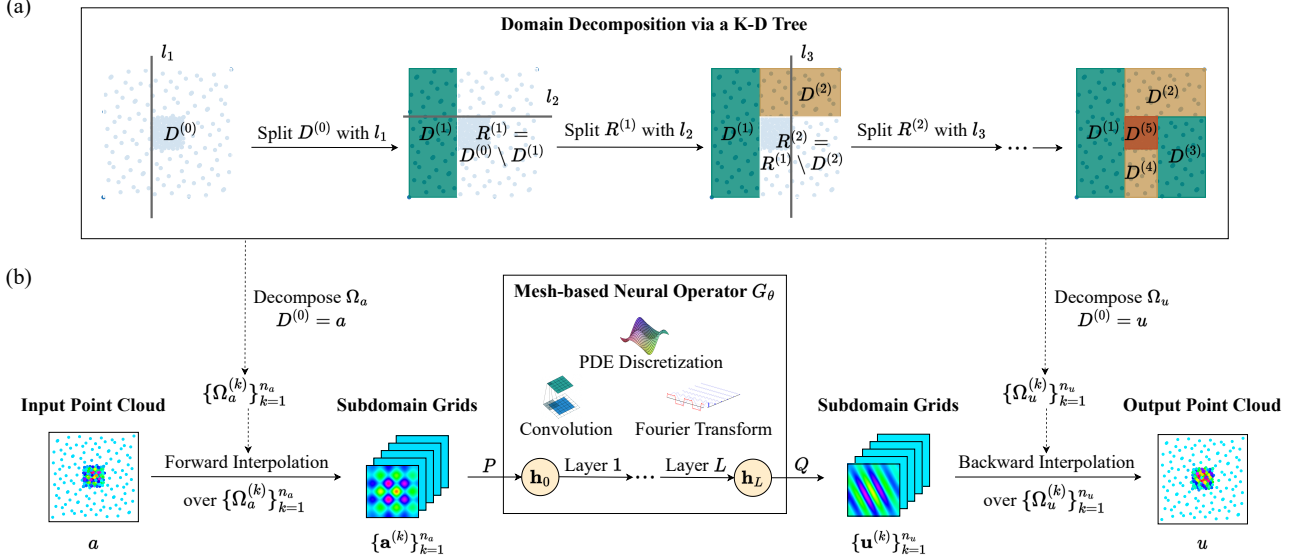 (a)
Domain Decomposition via a K-D Tree
l₁
D⁽⁰⁾
Split D⁽⁰⁾ with l₁
l₂
D⁽¹⁾
R⁽¹⁾ =
D⁽⁰⁾ \ D⁽¹⁾
Split R⁽¹⁾ with l₂
l₃
D⁽²⁾
D⁽¹⁾
R⁽²⁾ =
R⁽¹⁾ \ D⁽²⁾
Split R⁽²⁾ with l₃
...
D⁽²⁾
D⁽¹⁾
D⁽⁵⁾
D⁽³⁾
D⁽⁴⁾
(b)
Decompose Ωₐ
D⁽⁰⁾ = a
{Ωₐ⁽ᵏ⁾}ₖ₌₁ⁿₐ
Mesh-based Neural Operator G_θ
PDE Discretization
Convolution
Fourier Transform
Decompose Ωᵤ
D⁽⁰⁾ = u
{Ωᵤ⁽ᵏ⁾}ₖ₌₁ⁿᵤ
Input Point Cloud
a
Forward Interpolation
over {Ωₐ⁽ᵏ⁾}ₖ₌₁ⁿₐ
Subdomain Grids
{𝐚⁽ᵏ⁾}ₖ₌₁ⁿₐ
P
𝐡₀
Layer 1
...
Layer L
𝐡_L
Q
Subdomain Grids
{𝐮⁽ᵏ⁾}ₖ₌₁ⁿᵤ
Backward Interpolation
over {Ωᵤ⁽ᵏ⁾}ₖ₌₁ⁿᵤ
Output Point Cloud
u